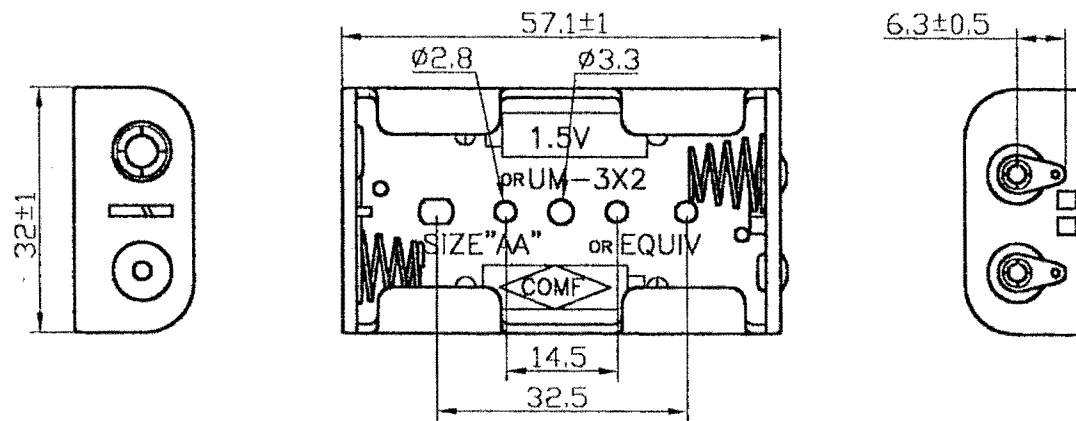 57.1±1
6.3±0.5
Ø2.8
Ø3.3
1.5V
OR UM-3X2
32±1
SIZE"AA" OR EQUIV
COMF
14.5
32.5